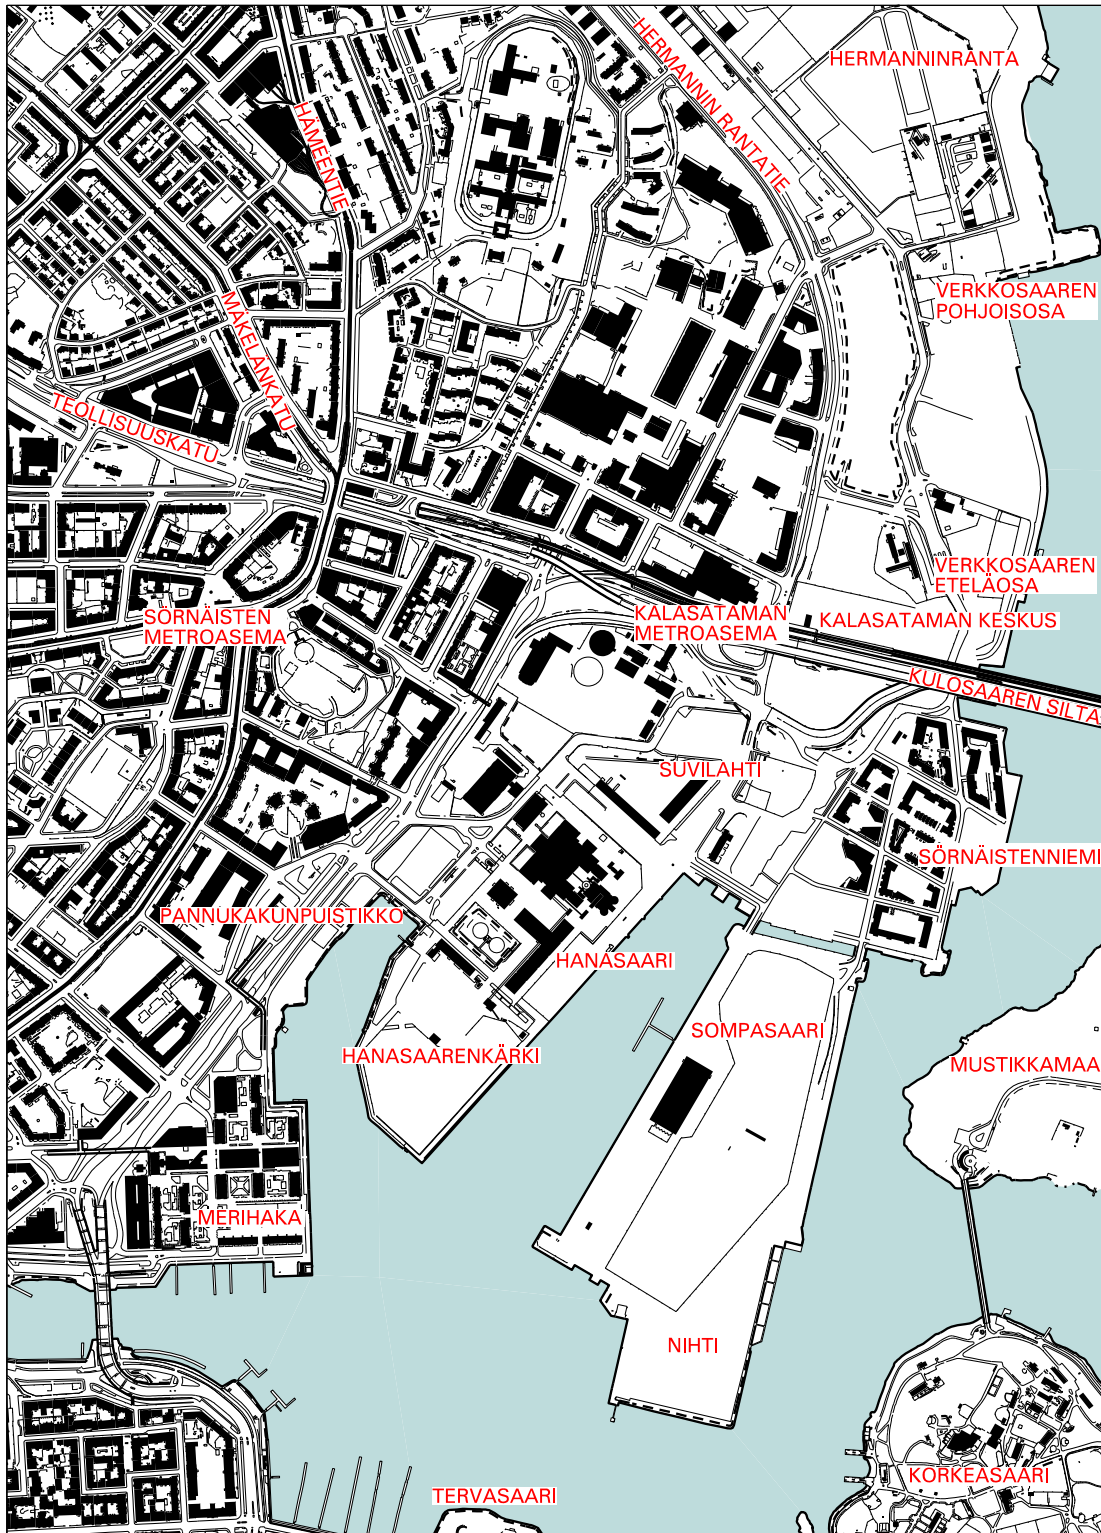 HERMANNINRANTA
HERMANNIN RANTATIE
HÄMEENTIE
VERKKOSAAREN
POHJOISOSA
MÄKELÄNKATU
TEOLLISUUSKATU
VERKKOSAAREN
ETELÄOSA
SÖRNÄISTEN
METROASEMA
KALASATAMAN
METROASEMA
KALASATAMAN KESKUS
KULOSAAREN SILTA
SUVILAHTI
SÖRNÄISTENNIEMI
PANNUKAKUNPUISTIKKO
HANASAARI
SOMPASAARI
HANASAARENKÄRKI
MUSTIKKAMAA
MERIHAKA
NIHTI
KORKEASAARI
TERVASAARI